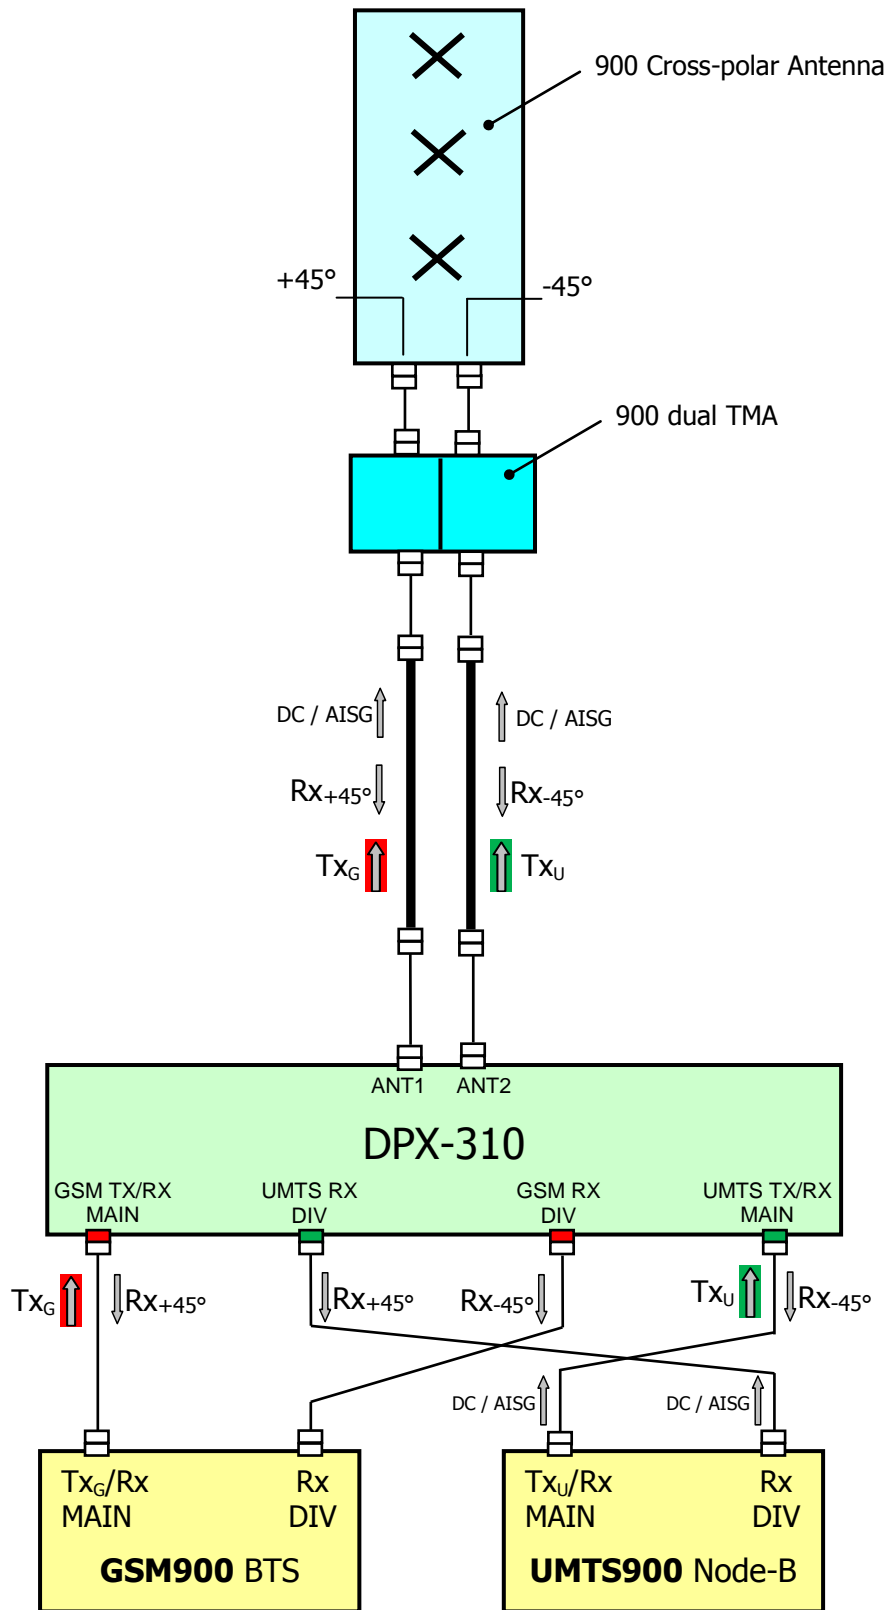 900 Cross-polar Antenna
+45°
-45°
900 dual TMA
DC / AISG
DC / AISG
Rx+45°
Rx-45°
TxG
TxU
ANT1
ANT2
DPX-310
GSM TX/RX
MAIN
UMTS RX
DIV
GSM RX
DIV
UMTS TX/RX
MAIN
TxG
Rx+45°
Rx+45°
Rx-45°
TxU
Rx-45°
DC / AISG
DC / AISG
TxG/Rx
MAIN
Rx
DIV
TxU/Rx
MAIN
Rx
DIV
GSM900 BTS
UMTS900 Node-B